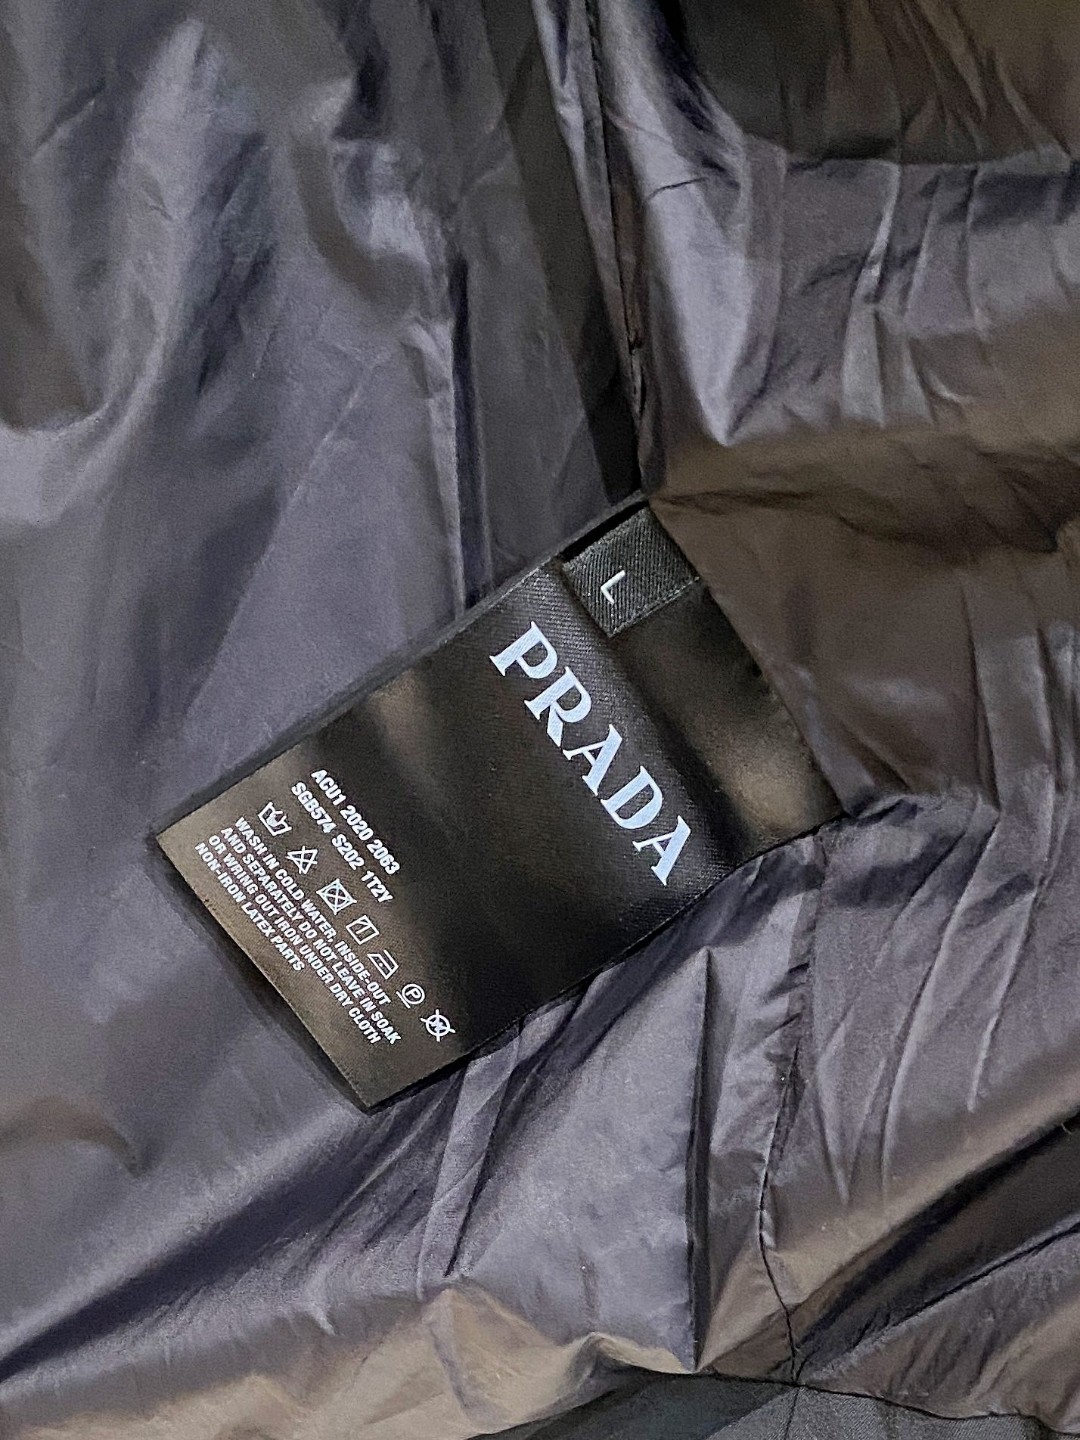 L
PRADA
ACU1 2020 2063
SGB574 S202 1T2Y
P
WASH IN COLD WATER, INSIDE-OUT
AND SEPARATELY DO NOT LEAVE IN SOAK
OR WRING OUT IRON UNDER DRY CLOTH
NON-IRON LATEX PARTS